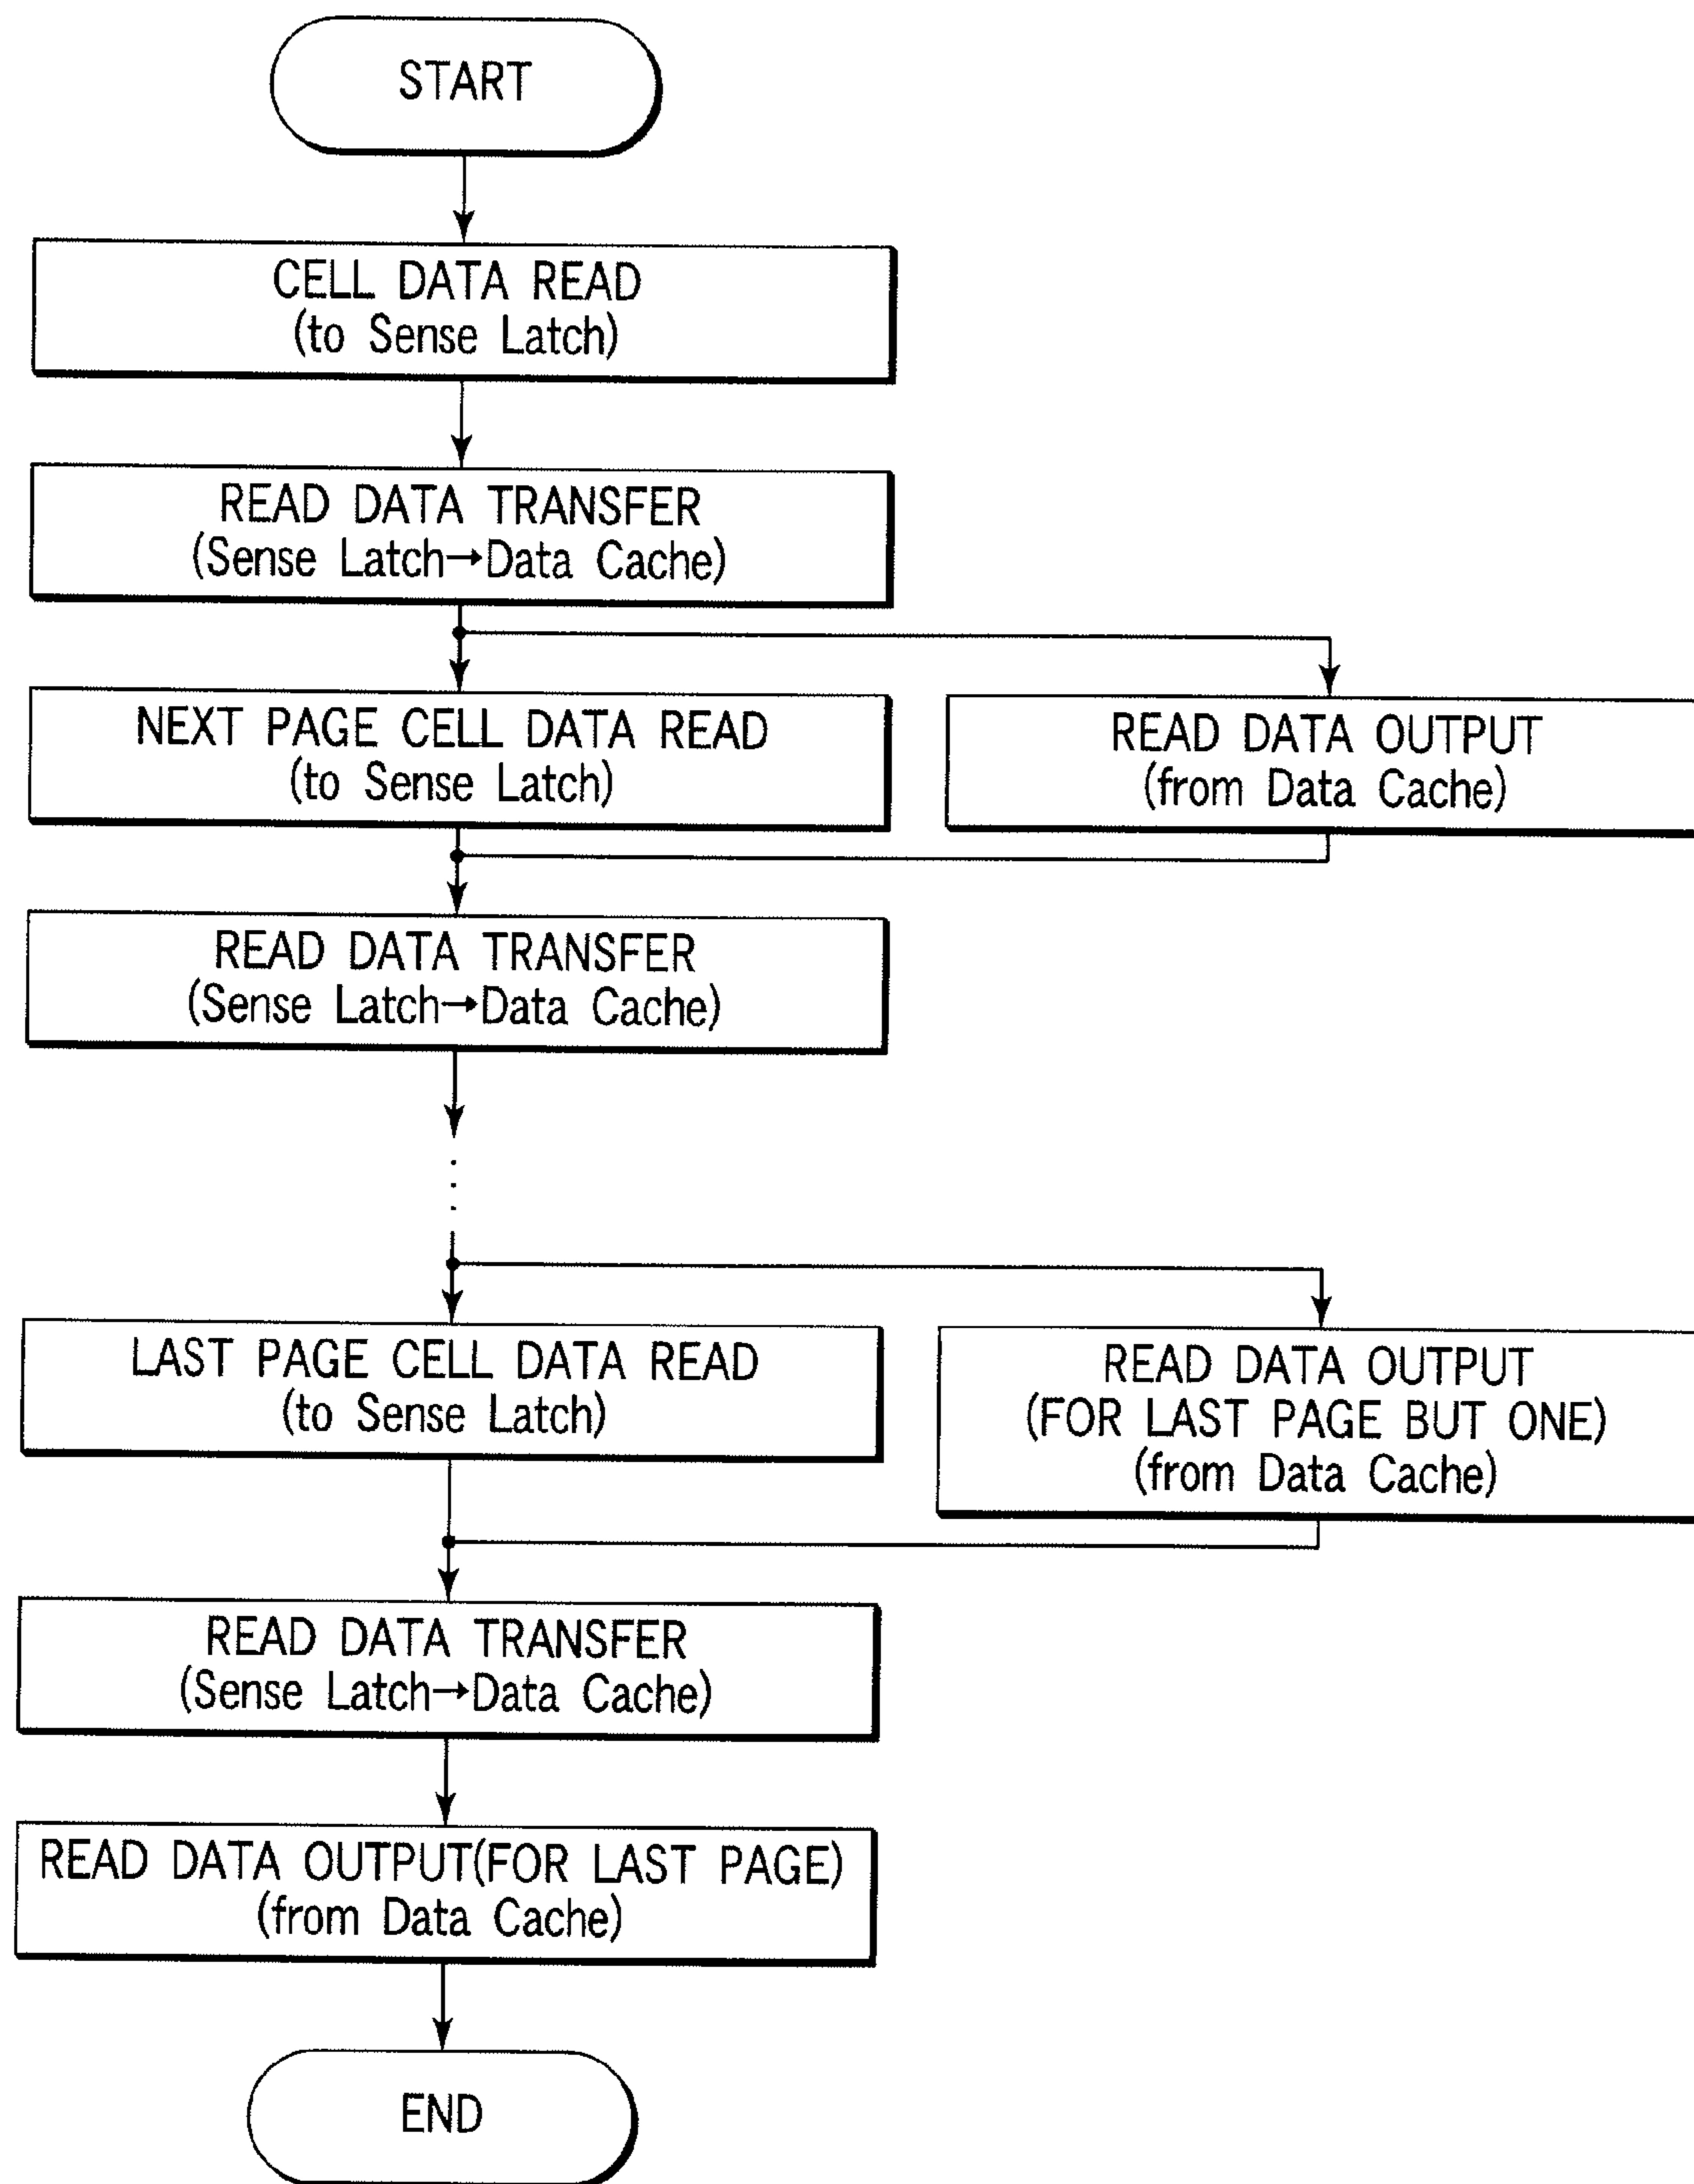 START
CELL DATA READ
(to Sense Latch)
READ DATA TRANSFER
(Sense Latch→Data Cache)
NEXT PAGE CELL DATA READ
(to Sense Latch)
READ DATA OUTPUT
(from Data Cache)
READ DATA TRANSFER
(Sense Latch→Data Cache)
LAST PAGE CELL DATA READ
(to Sense Latch)
READ DATA OUTPUT
(FOR LAST PAGE BUT ONE)
(from Data Cache)
READ DATA TRANSFER
(Sense Latch→Data Cache)
READ DATA OUTPUT(FOR LAST PAGE)
(from Data Cache)
END